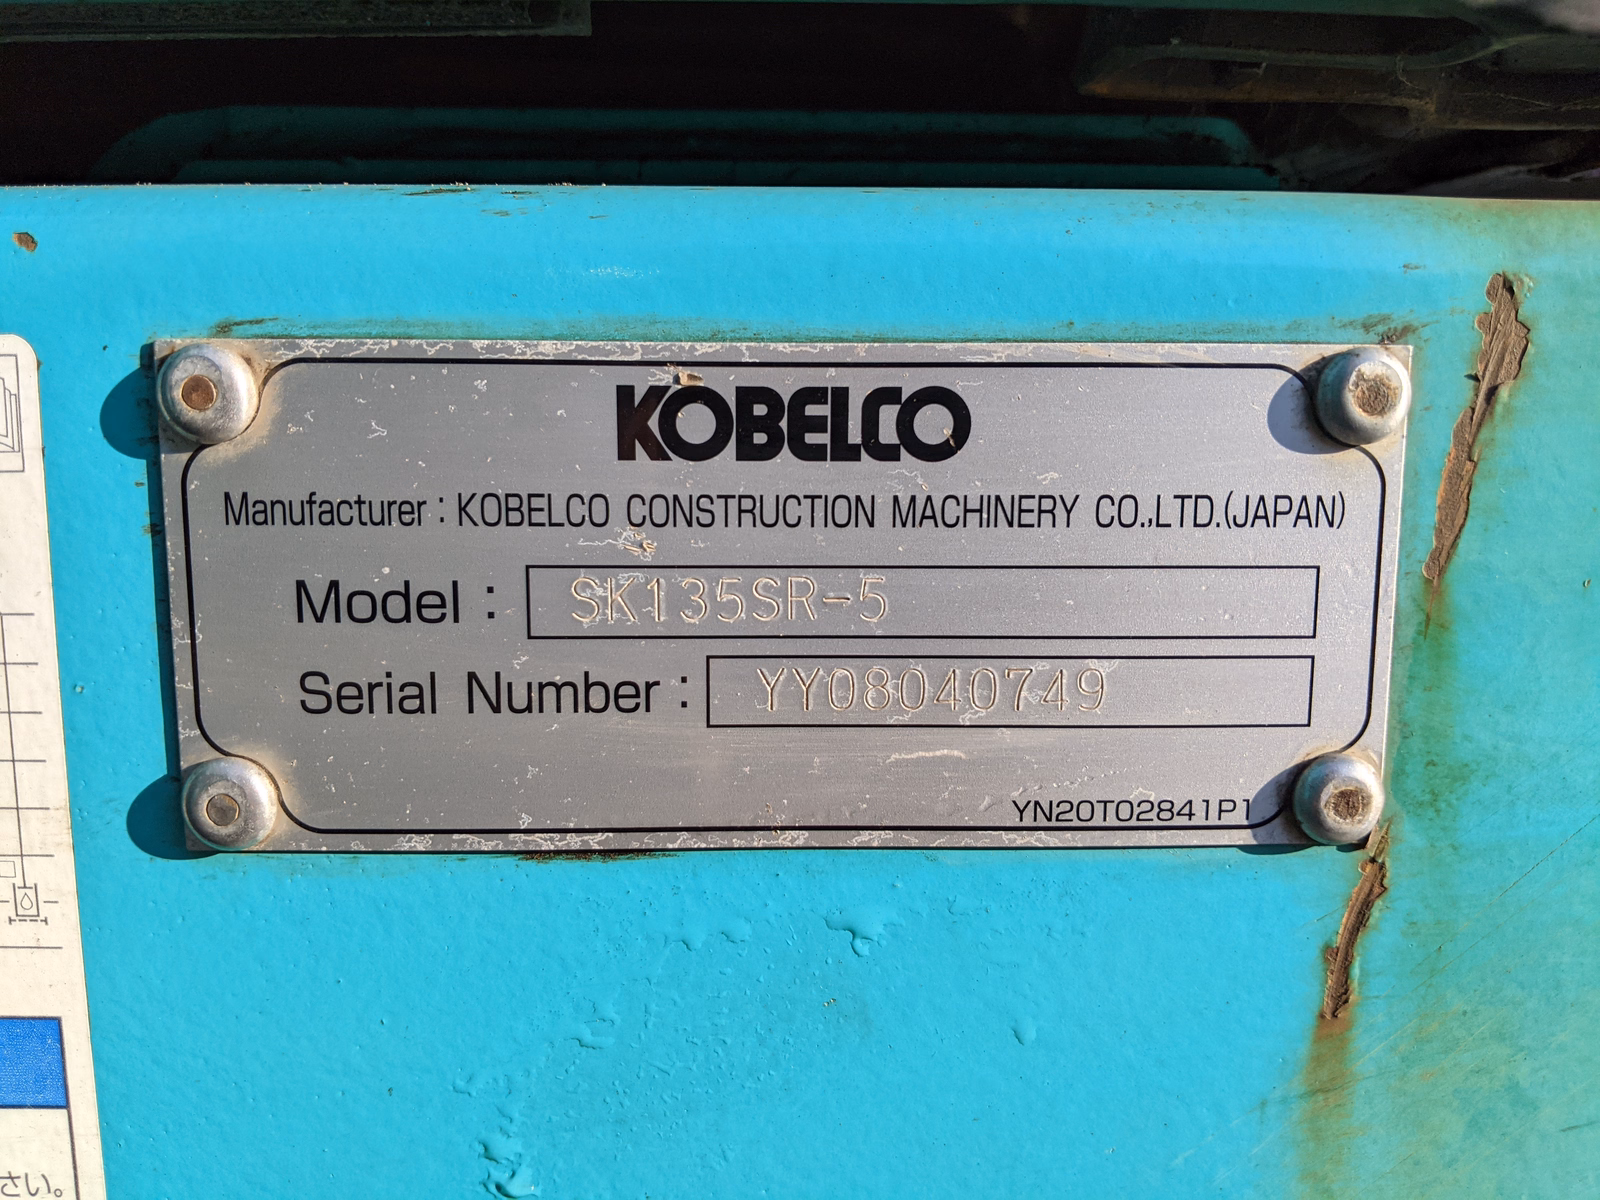 KOBELCO
Manufacturer : KOBELCO CONSTRUCTION MACHINERY CO.,LTD.(JAPAN)
Model : SK135SR-5
Serial Number : YY08040749
YN20T02841P1
さい。